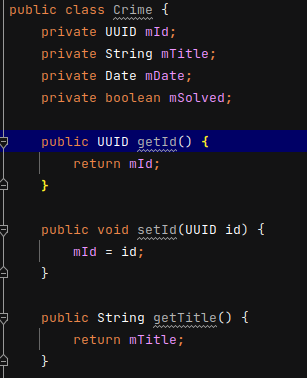 public class Crime {
    private UUID mId;
    private String mTitle;
    private Date mDate;
    private boolean mSolved;

    public UUID getId() {
        return mId;
    }

    public void setId(UUID id) {
        mId = id;
    }

    public String getTitle() {
        return mTitle;
    }